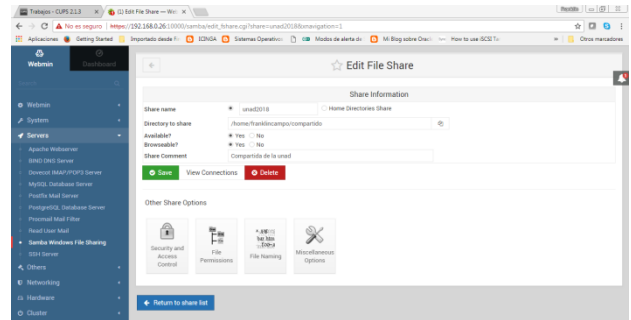 Trabajos - CUPS 2.1.3
(1) Edit File Share — Web
No es seguro | https://192.168.0.26:10000/samba/edit_fshare.cgi?share=unad2018&unavigation=1
Aplicaciones Getting Started Importado desde Fi ICINGA Sistemas Operativos Modos de alerta de Mi Blog sobre Oracl How to use iSCSI Ta » Otros marcadores
Webmin Dashboard
Edit File Share
Search
Share Information
Webmin
Share name unad2018 Home Directories Share
System
Directory to share /home/franklincampo/compartido
Servers
Available? Yes No
Browseable? Yes No
Apache Webserver
Share Comment Compartida de la unad
BIND DNS Server
Dovecot IMAP/POP3 Server
Save View Connections Delete
MySQL Database Server
Postfix Mail Server
PostgreSQL Database Server
Other Share Options
Procmail Mail Filter
Read User Mail
Samba Windows File Sharing
SSH Server
Security and Access Control
File Permissions
File Naming
Miscellaneous Options
Others
Networking
Hardware
Return to share list
Cluster